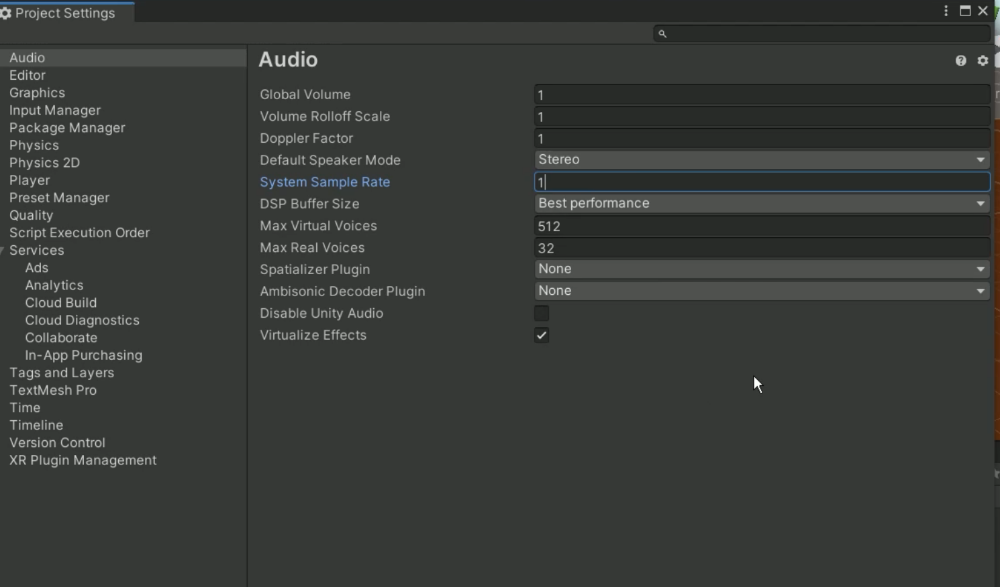 Project Settings
Audio
Editor
Graphics
Input Manager
Package Manager
Physics
Physics 2D
Player
Preset Manager
Quality
Script Execution Order
Services
Ads
Analytics
Cloud Build
Cloud Diagnostics
Collaborate
In-App Purchasing
Tags and Layers
TextMesh Pro
Time
Timeline
Version Control
XR Plugin Management
Audio
Global Volume 1
Volume Rolloff Scale 1
Doppler Factor 1
Default Speaker Mode Stereo
System Sample Rate 1
DSP Buffer Size Best performance
Max Virtual Voices 512
Max Real Voices 32
Spatializer Plugin None
Ambisonic Decoder Plugin None
Disable Unity Audio
Virtualize Effects